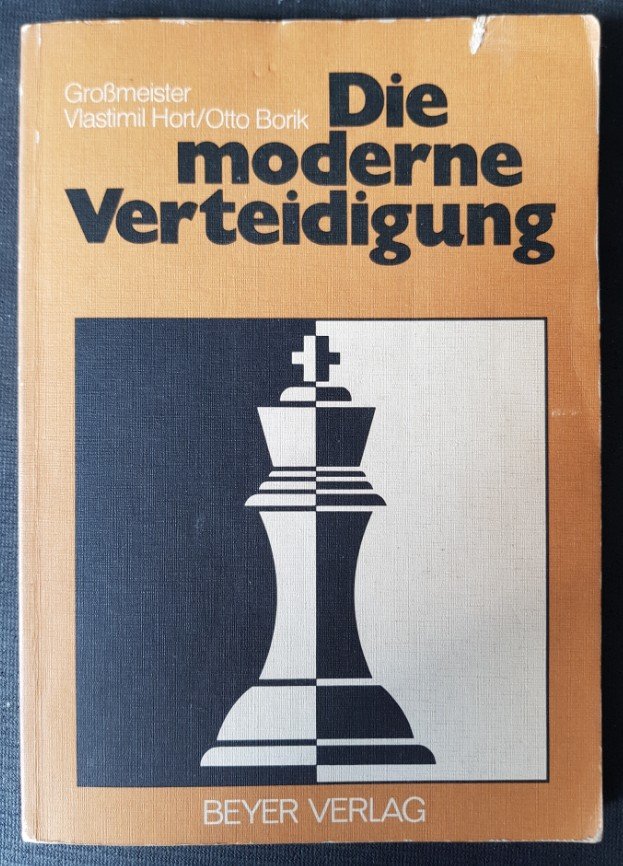 Großmeister
Vlastimil Hort/Otto Borik
Die
moderne
Verteidigung
BEYER VERLAG